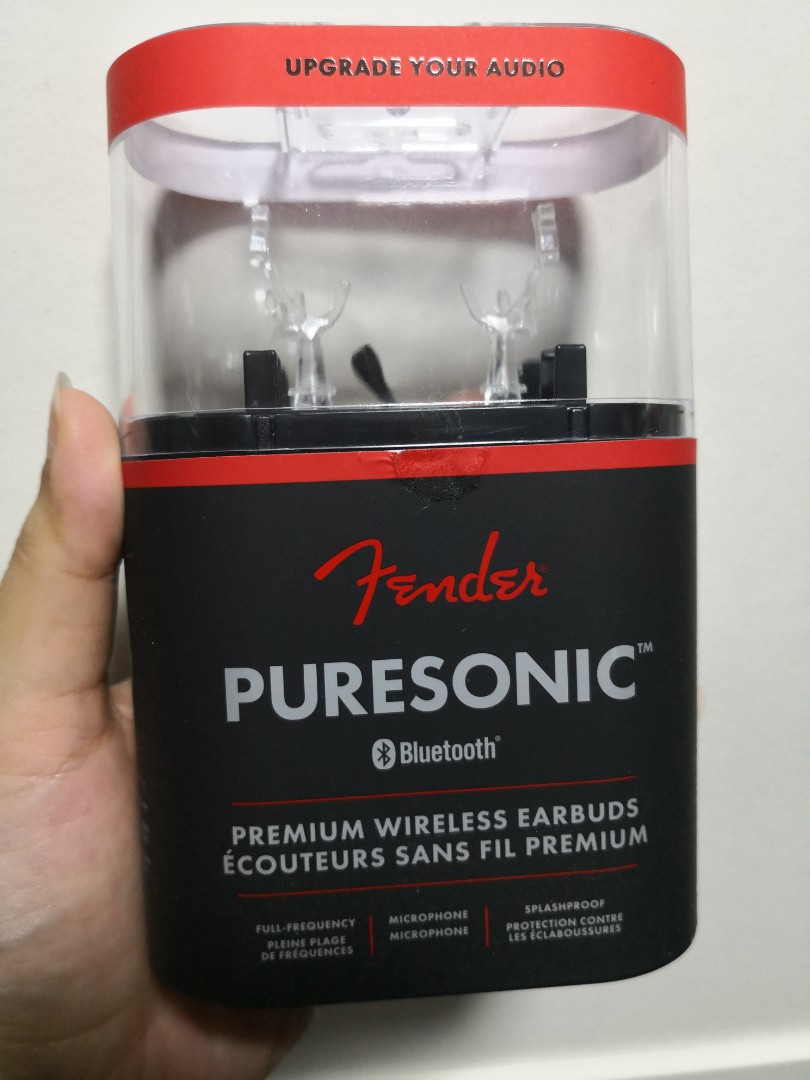 UPGRADE YOUR AUDIO
Fender®
PURESONIC™
Bluetooth®
PREMIUM WIRELESS EARBUDS
ÉCOUTEURS SANS FIL PREMIUM
FULL-FREQUENCY
PLEINE PLAGE
DE FRÉQUENCES
MICROPHONE
MICROPHONE
SPLASHPROOF
PROTECTION CONTRE
LES ÉCLABOUSSURES